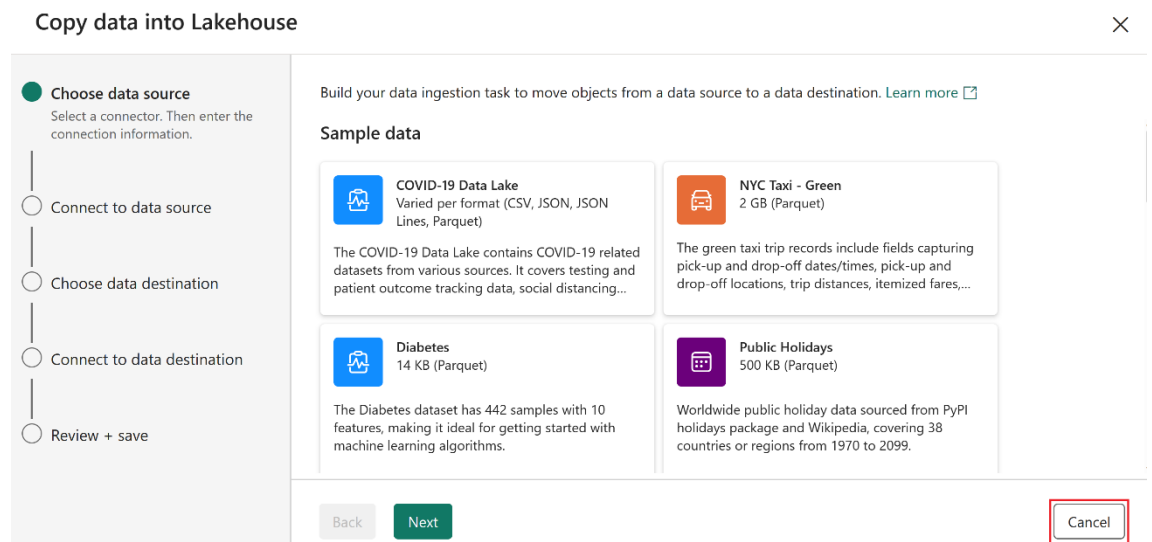 Copy data into Lakehouse
Choose data source
Select a connector. Then enter the
connection information.
Connect to data source
Choose data destination
Connect to data destination
Review + save
Build your data ingestion task to move objects from a data source to a data destination. Learn more
Sample data
COVID-19 Data Lake
Varied per format (CSV, JSON, JSON
Lines, Parquet)
The COVID-19 Data Lake contains COVID-19 related
datasets from various sources. It covers testing and
patient outcome tracking data, social distancing...
NYC Taxi - Green
2 GB (Parquet)
The green taxi trip records include fields capturing
pick-up and drop-off dates/times, pick-up and
drop-off locations, trip distances, itemized fares,...
Diabetes
14 KB (Parquet)
The Diabetes dataset has 442 samples with 10
features, making it ideal for getting started with
machine learning algorithms.
Public Holidays
500 KB (Parquet)
Worldwide public holiday data sourced from PyPI
holidays package and Wikipedia, covering 38
countries or regions from 1970 to 2099.
Back
Next
Cancel